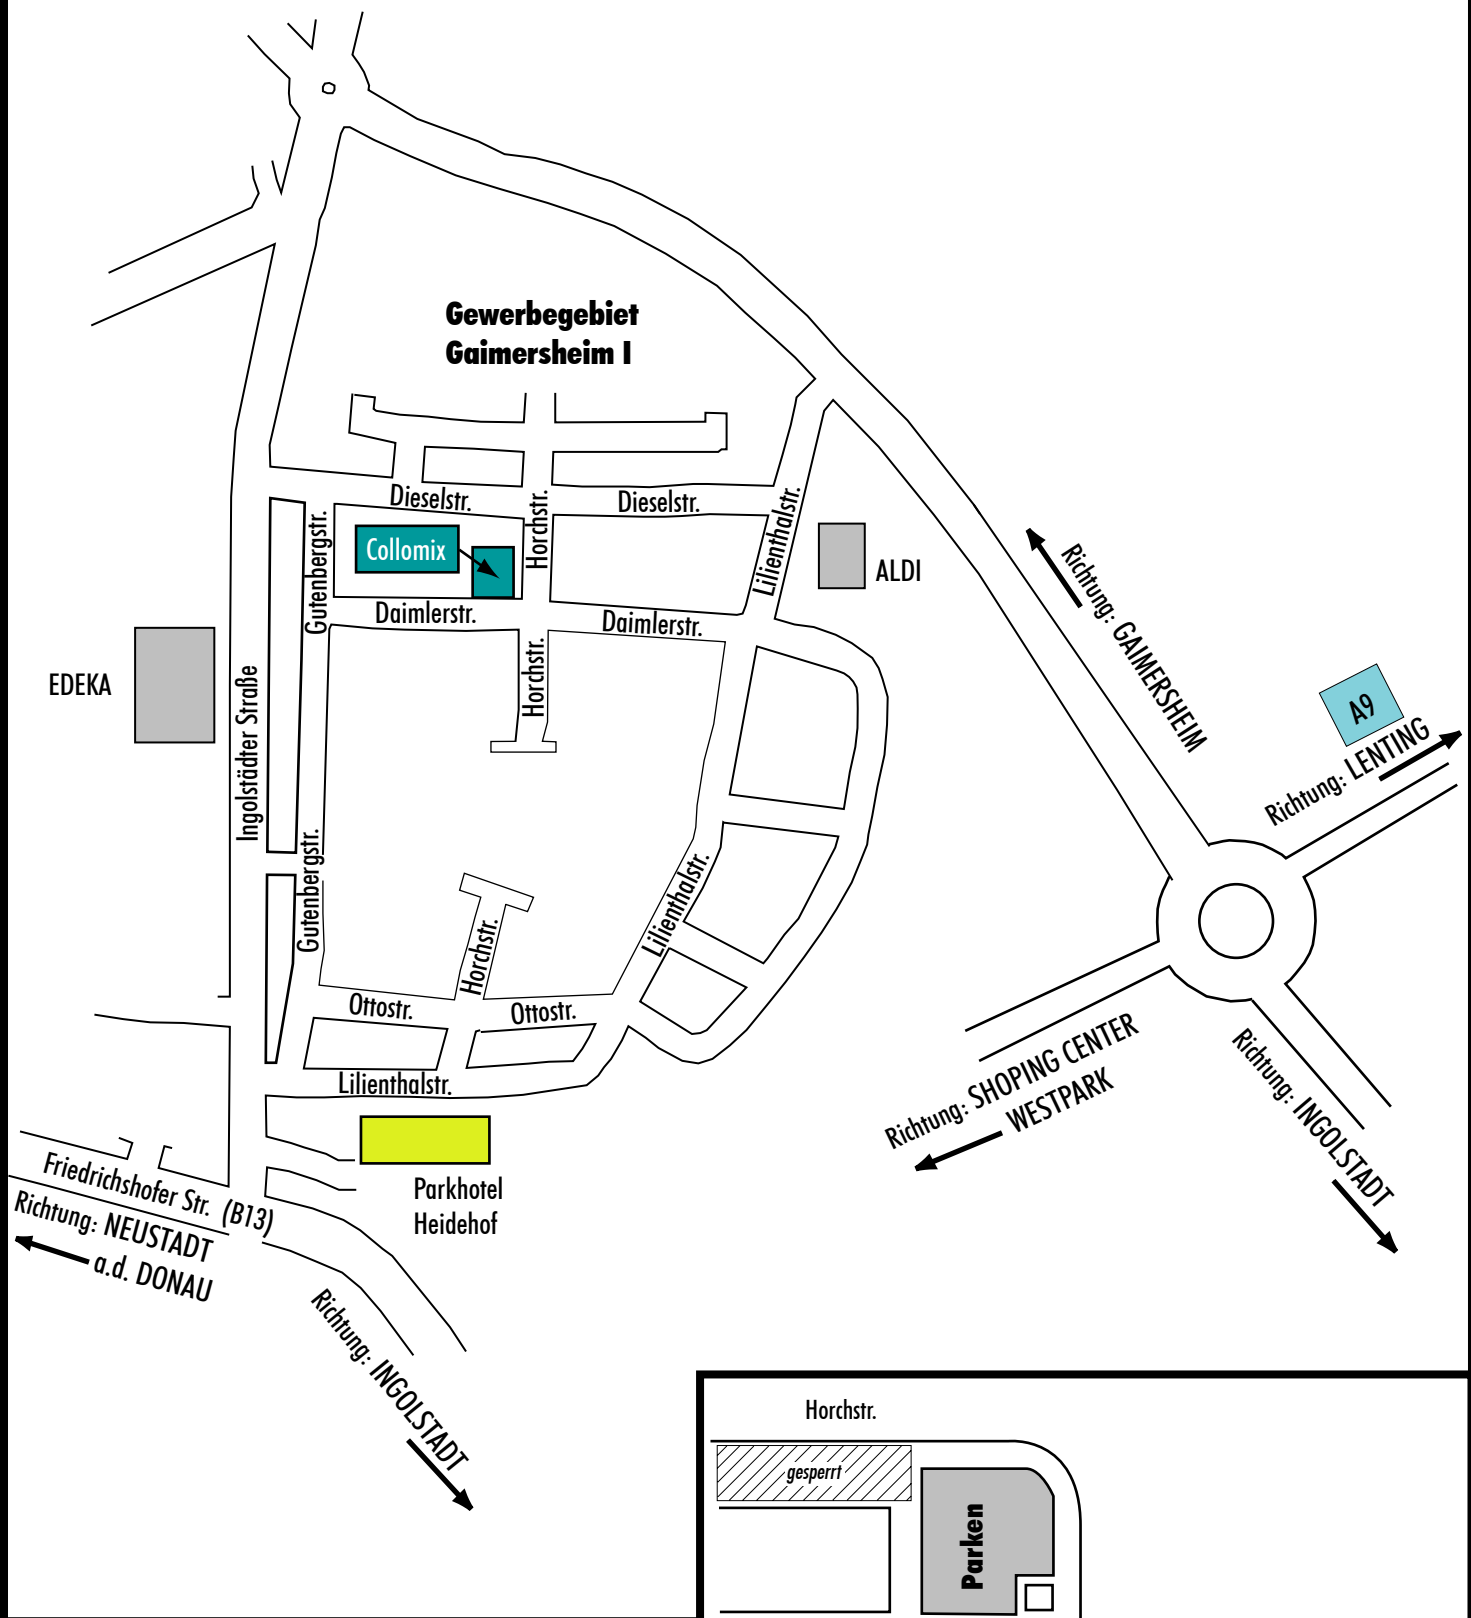 Gewerbegebiet
Gaimersheim I
Dieselstr.
Dieselstr.
Horchstr.
Lilienthalstr.
Gutenbergstr.
Collomix
ALDI
Daimlerstr.
Daimlerstr.
Horchstr.
EDEKA
Ingolstädter Straße
Richtung: GAIMERSHEIM
A9
Richtung: LENTING
Gutenbergstr.
Lilienthalstr.
Horchstr.
Ottostr.
Ottostr.
Lilienthalstr.
Richtung: SHOPING CENTER
WESTPARK
Richtung: INGOLSTADT
Parkhotel
Heidehof
Friedrichshofer Str. (B13)
Richtung: NEUSTADT
a.d. DONAU
Richtung: INGOLSTADT
Horchstr.
gesperrt
Parken